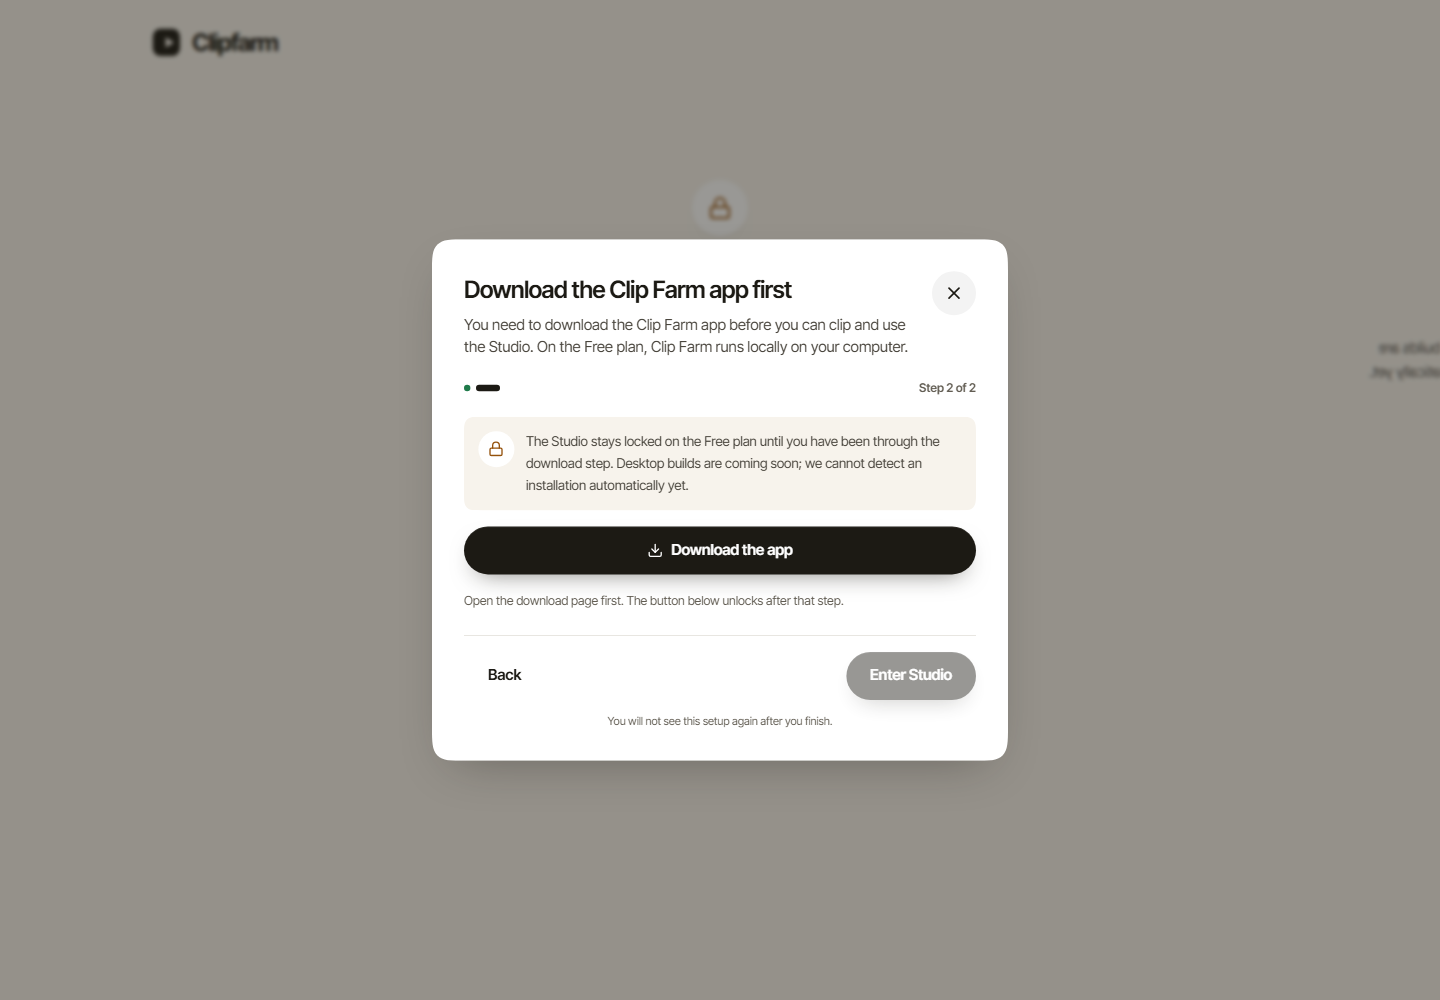 Clipfarm
Download the Clip Farm app first
You need to download the Clip Farm app before you can clip and use
the Studio. On the Free plan, Clip Farm runs locally on your computer.
Step 2 of 2
The Studio stays locked on the Free plan until you have been through the
download step. Desktop builds are coming soon; we cannot detect an
installation automatically yet.
Download the app
Open the download page first. The button below unlocks after that step.
Back
Enter Studio
You will not see this setup again after you finish.